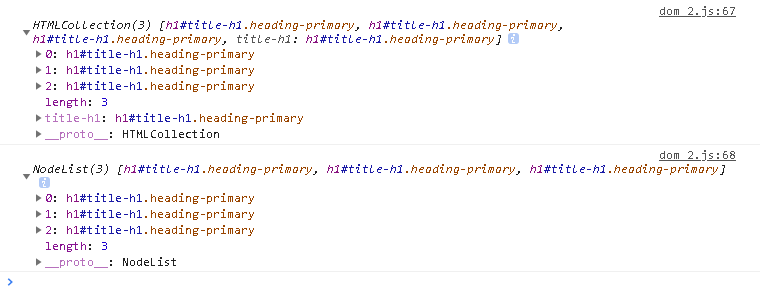 dom 2.js:67
HTMLCollection(3) [h1#title-h1.heading-primary, h1#title-h1.heading-primary,
h1#title-h1.heading-primary, title-h1: h1#title-h1.heading-primary] i
0: h1#title-h1.heading-primary
1: h1#title-h1.heading-primary
2: h1#title-h1.heading-primary
length: 3
title-h1: h1#title-h1.heading-primary
__proto__: HTMLCollection
dom 2.js:68
NodeList(3) [h1#title-h1.heading-primary, h1#title-h1.heading-primary, h1#title-h1.heading-primary]
i
0: h1#title-h1.heading-primary
1: h1#title-h1.heading-primary
2: h1#title-h1.heading-primary
length: 3
__proto__: NodeList